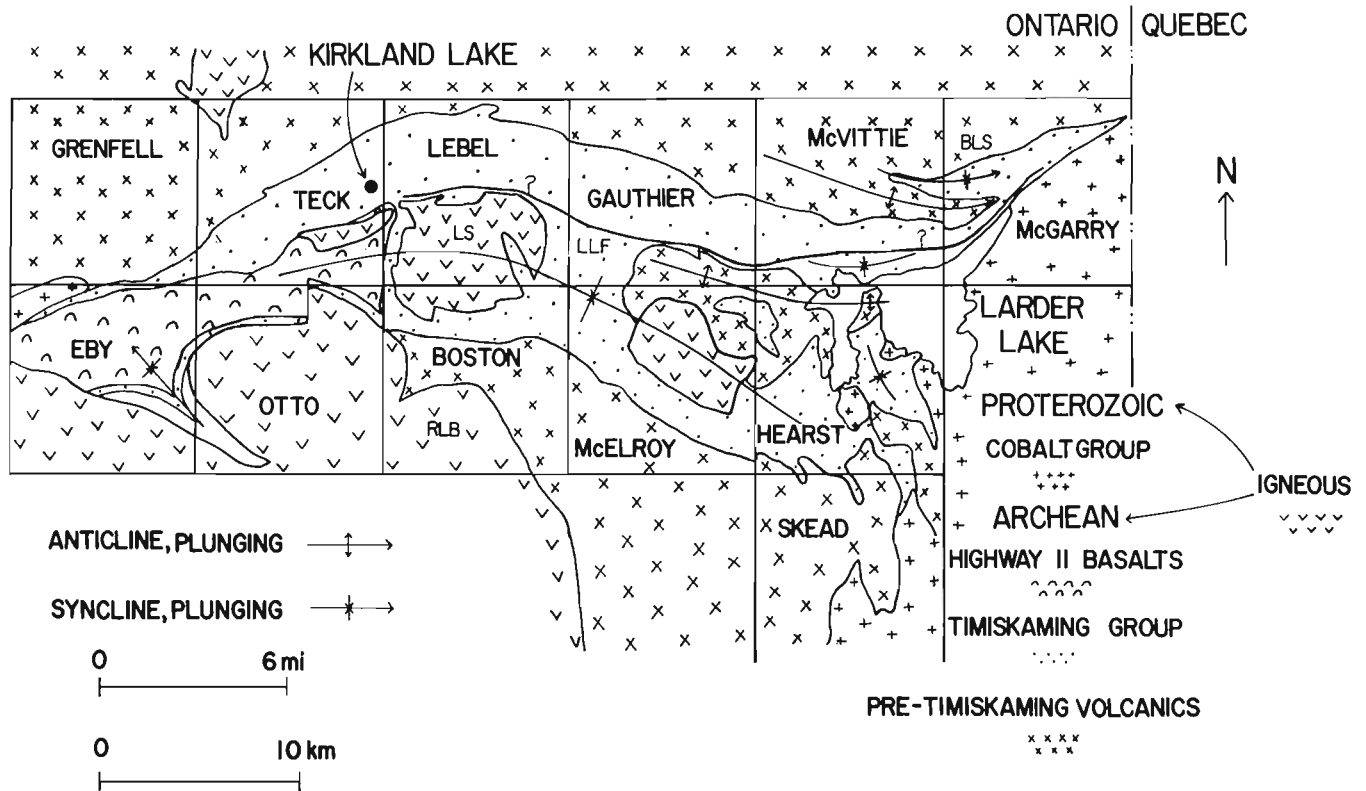 ONTARIO QUEBEC
KIRKLAND LAKE
GRENFELL
LEBEL
McVITTIE
BLS
N
TECK
?
GAUTHIER
LS
LLF
?
McGARRY
EBY
BOSTON
LARDER
LAKE
OTTO
RLB
McELROY
HEARST
PROTEROZOIC
COBALT GROUP
IGNEOUS
SKEAD
ARCHEAN
ANTICLINE, PLUNGING
HIGHWAY II BASALTS
SYNCLINE, PLUNGING
TIMISKAMING GROUP
0 6 mi
PRE-TIMISKAMING VOLCANICS
0 10 km